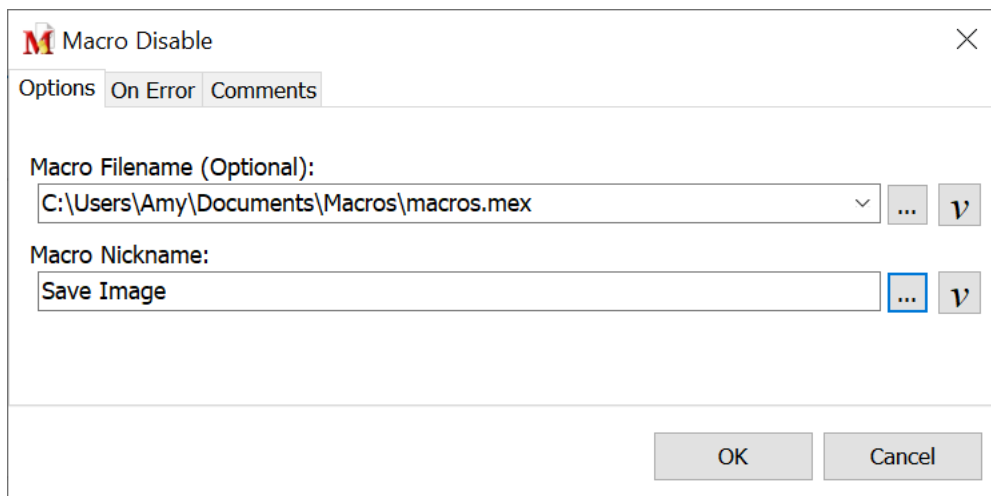 Macro Disable
Options On Error Comments
Macro Filename (Optional):
C:\Users\Amy\Documents\Macros\macros.mex ... v
Macro Nickname:
Save Image ... v
OK Cancel